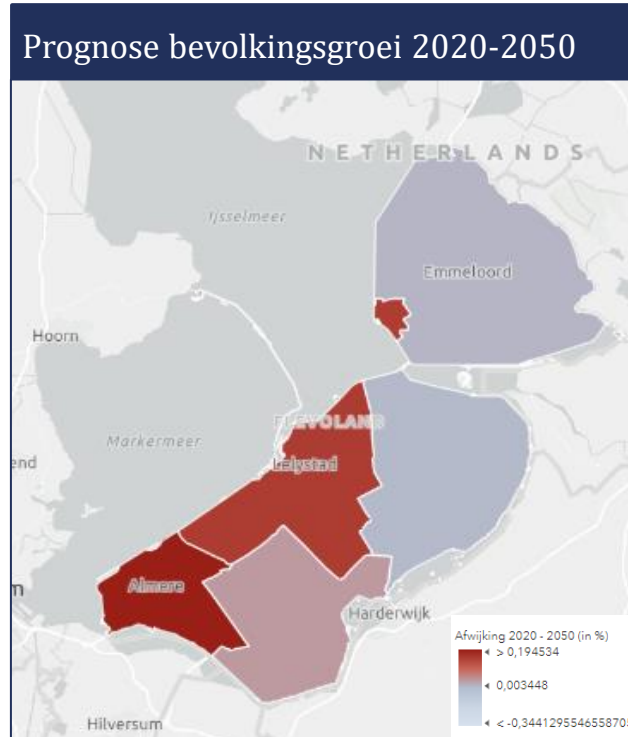 Prognose bevolkingsgroei 2020-2050
NETHERLANDS
Ijsselmeer
Emmeloord
Hoorn
FLEVOLAND
Markermeer
end
Lelystad
Almere
m
Harderwijk
Hilversum
Afwijking 2020 - 2050 (in %)
> 0,194534
0,003448
< -0,344129554655870